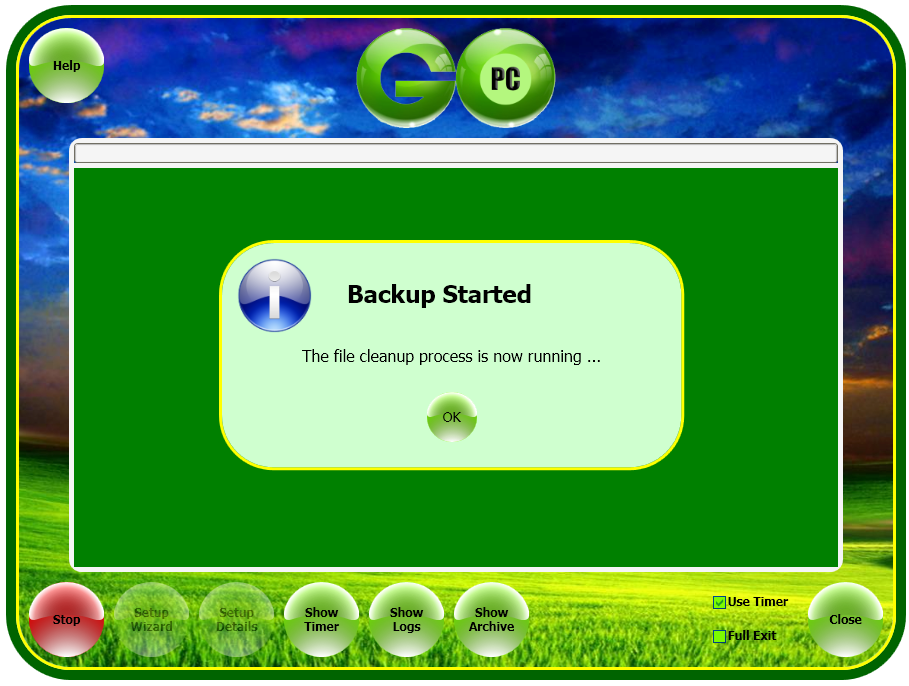 Help
GO PC
Backup Started
The file cleanup process is now running ...
OK
Stop
Setup
Wizard
Setup
Details
Show
Timer
Show
Logs
Show
Archive
Use Timer
Full Exit
Close